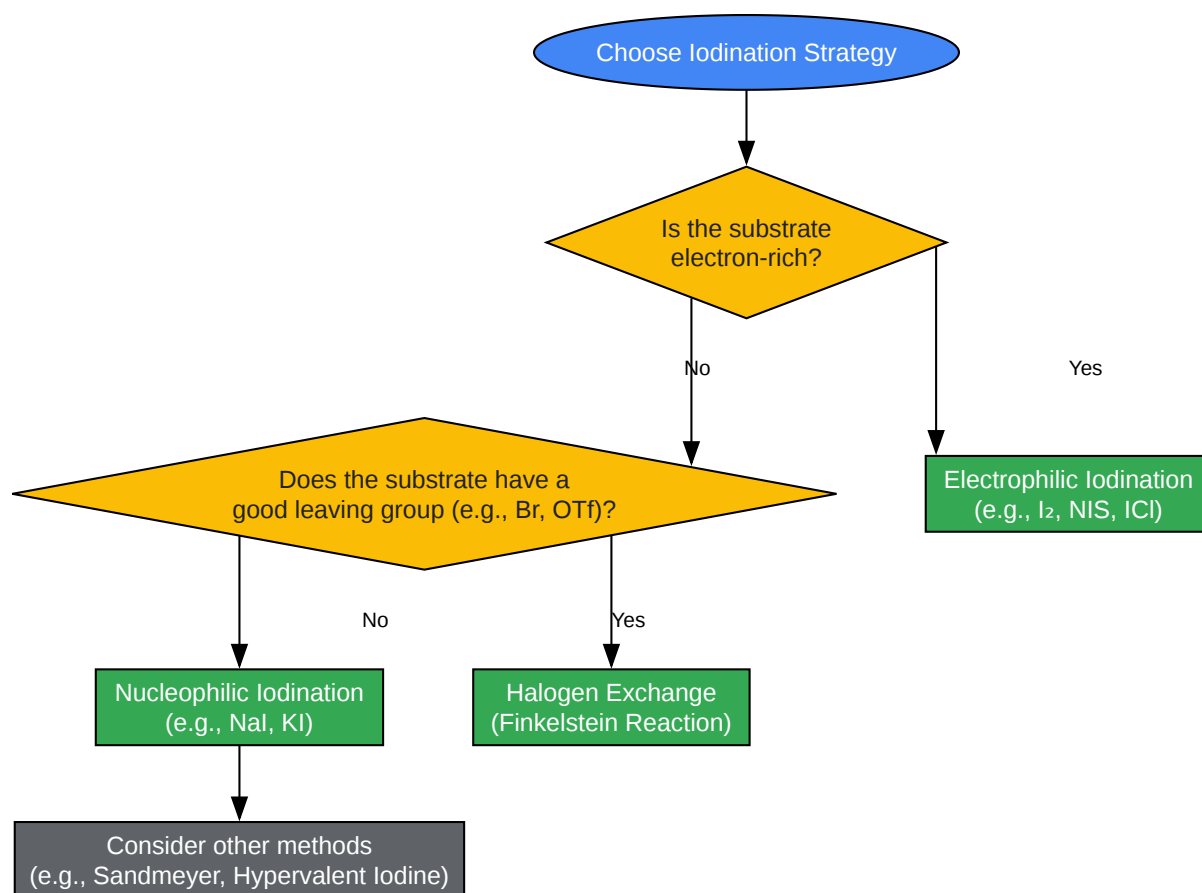 Choose Iodination Strategy
Is the substrate
electron-rich?
No
Yes
Does the substrate have a
good leaving group (e.g., Br, OTf)?
Electrophilic Iodination
(e.g., I₂, NIS, ICl)
No
Yes
Nucleophilic Iodination
(e.g., NaI, KI)
Halogen Exchange
(Finkelstein Reaction)
Consider other methods
(e.g., Sandmeyer, Hypervalent Iodine)